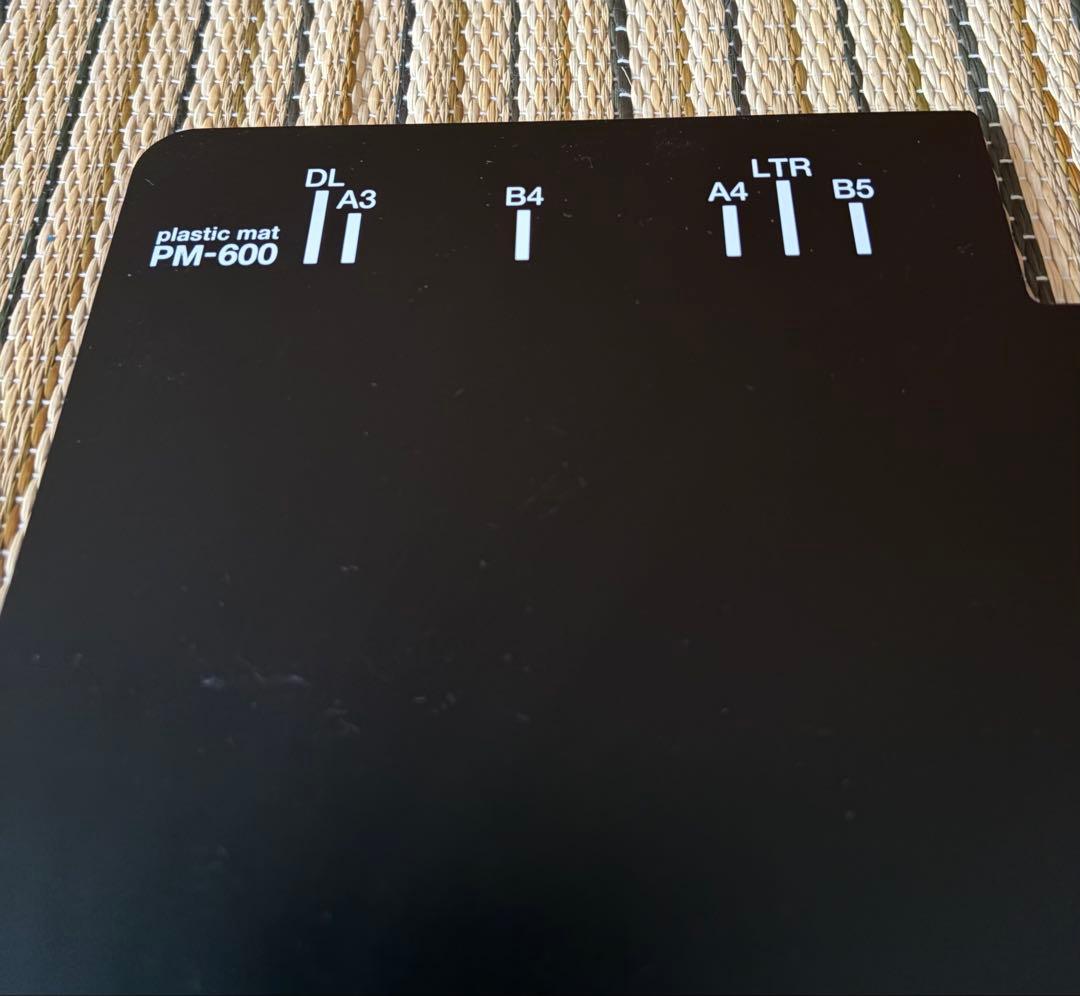 DL
A3
B4
A4
LTR
B5
plastic mat
PM-600